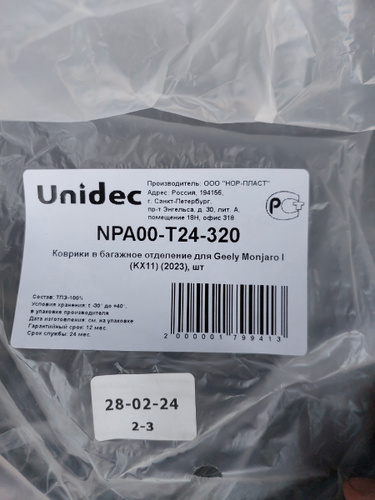 Unidec
Производитель: ООО "НОР-ПЛАСТ"
Адрес: Россия, 194156,
г. Санкт-Петербург,
пр-т Энгельса, д. 30, лит. А,
помещение 18Н, офис 318
NPA00-T24-320
Коврики в багажное отделение для Geely Monjaro I
(KX11) (2023), шт
Состав: ТПЭ-100%
Условия хранения: t -30° до +40°,
в упаковке производителя
Дата изготовления: см. на упаковке
Гарантийный срок: 12 мес.
Срок службы: 24 мес.
2 000001 799413
28-02-24
2-3